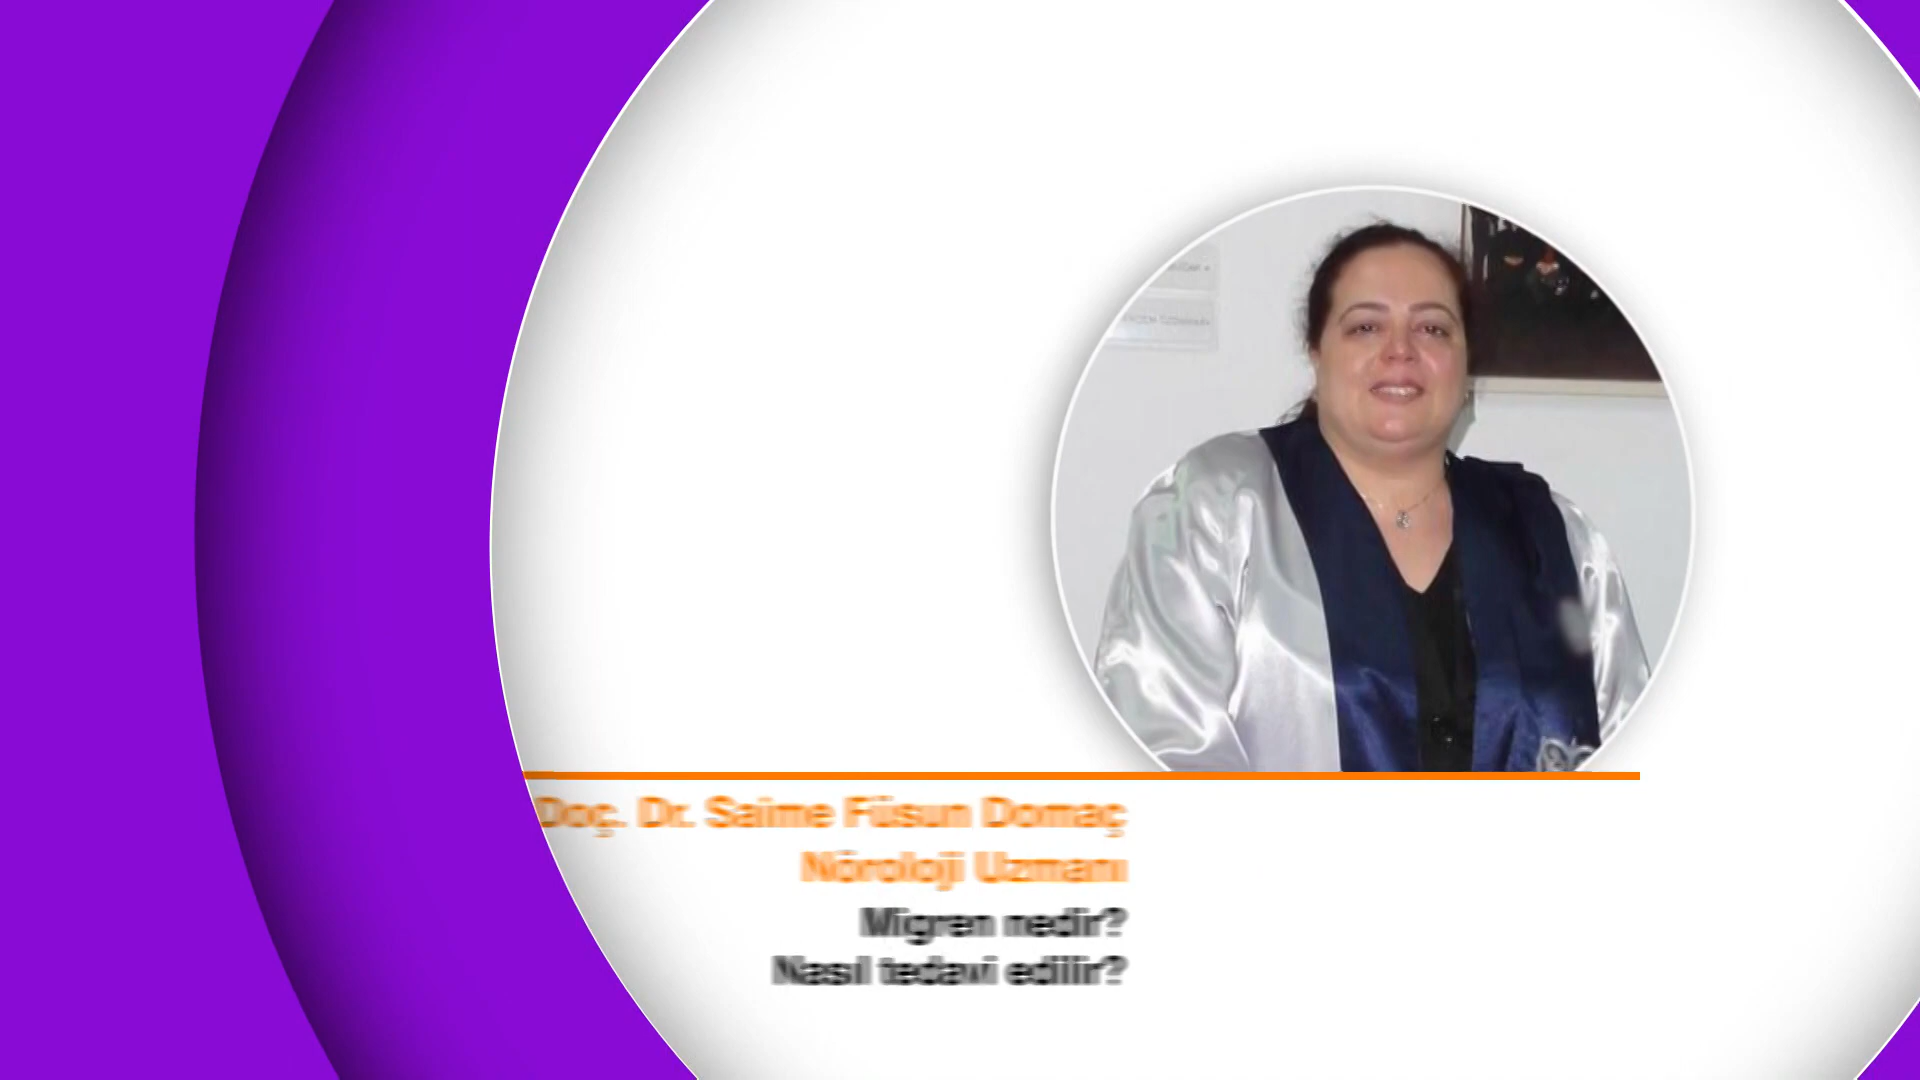 Doç. Dr. Saime Füsun Domaç
Nöroloji Uzmanı
Migren nedir?
Nasıl tedavi edilir?